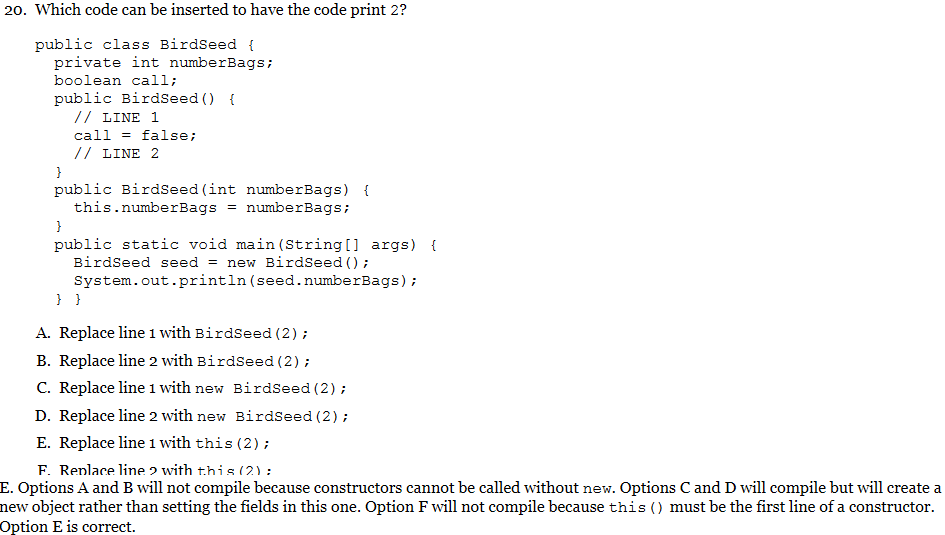 20. Which code can be inserted to have the code print 2?
public class BirdSeed {
private int numberBags;
boolean call;
public BirdSeed() {
// LINE 1
call = false;
// LINE 2
}
public BirdSeed(int numberBags) {
this.numberBags = numberBags;
}
public static void main(String[] args) {
BirdSeed seed = new BirdSeed();
System.out.println(seed.numberBags);
} }
A. Replace line 1 with BirdSeed(2);
B. Replace line 2 with BirdSeed(2);
C. Replace line 1 with new BirdSeed(2);
D. Replace line 2 with new BirdSeed(2);
E. Replace line 1 with this(2);
F. Replace line 2 with this(2);
E. Options A and B will not compile because constructors cannot be called without new. Options C and D will compile but will create a
new object rather than setting the fields in this one. Option F will not compile because this() must be the first line of a constructor.
Option E is correct.